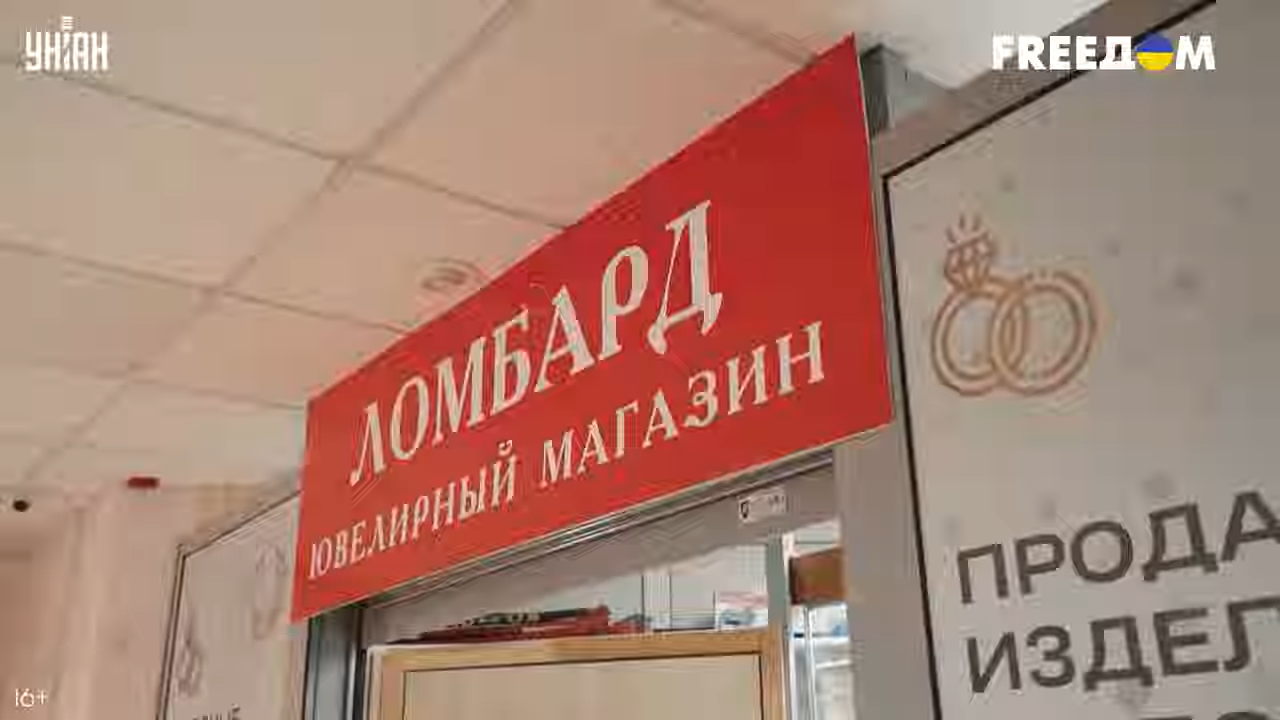 УНІАН
FREEДОМ
ЛОМБАРД
ЮВЕЛИРНЫЙ МАГАЗИН
ПРОДА
ИЗДЕЛ
16+